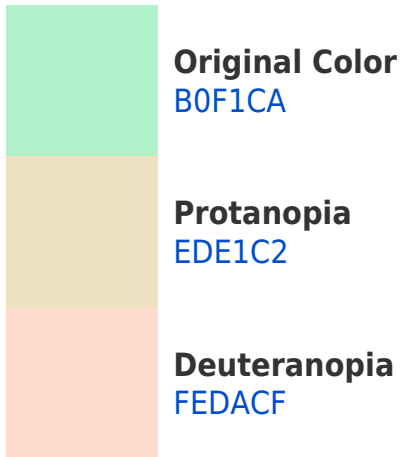 Original Color
B0F1CA
Protanopia
EDE1C2
Deuteranopia
FEDACF